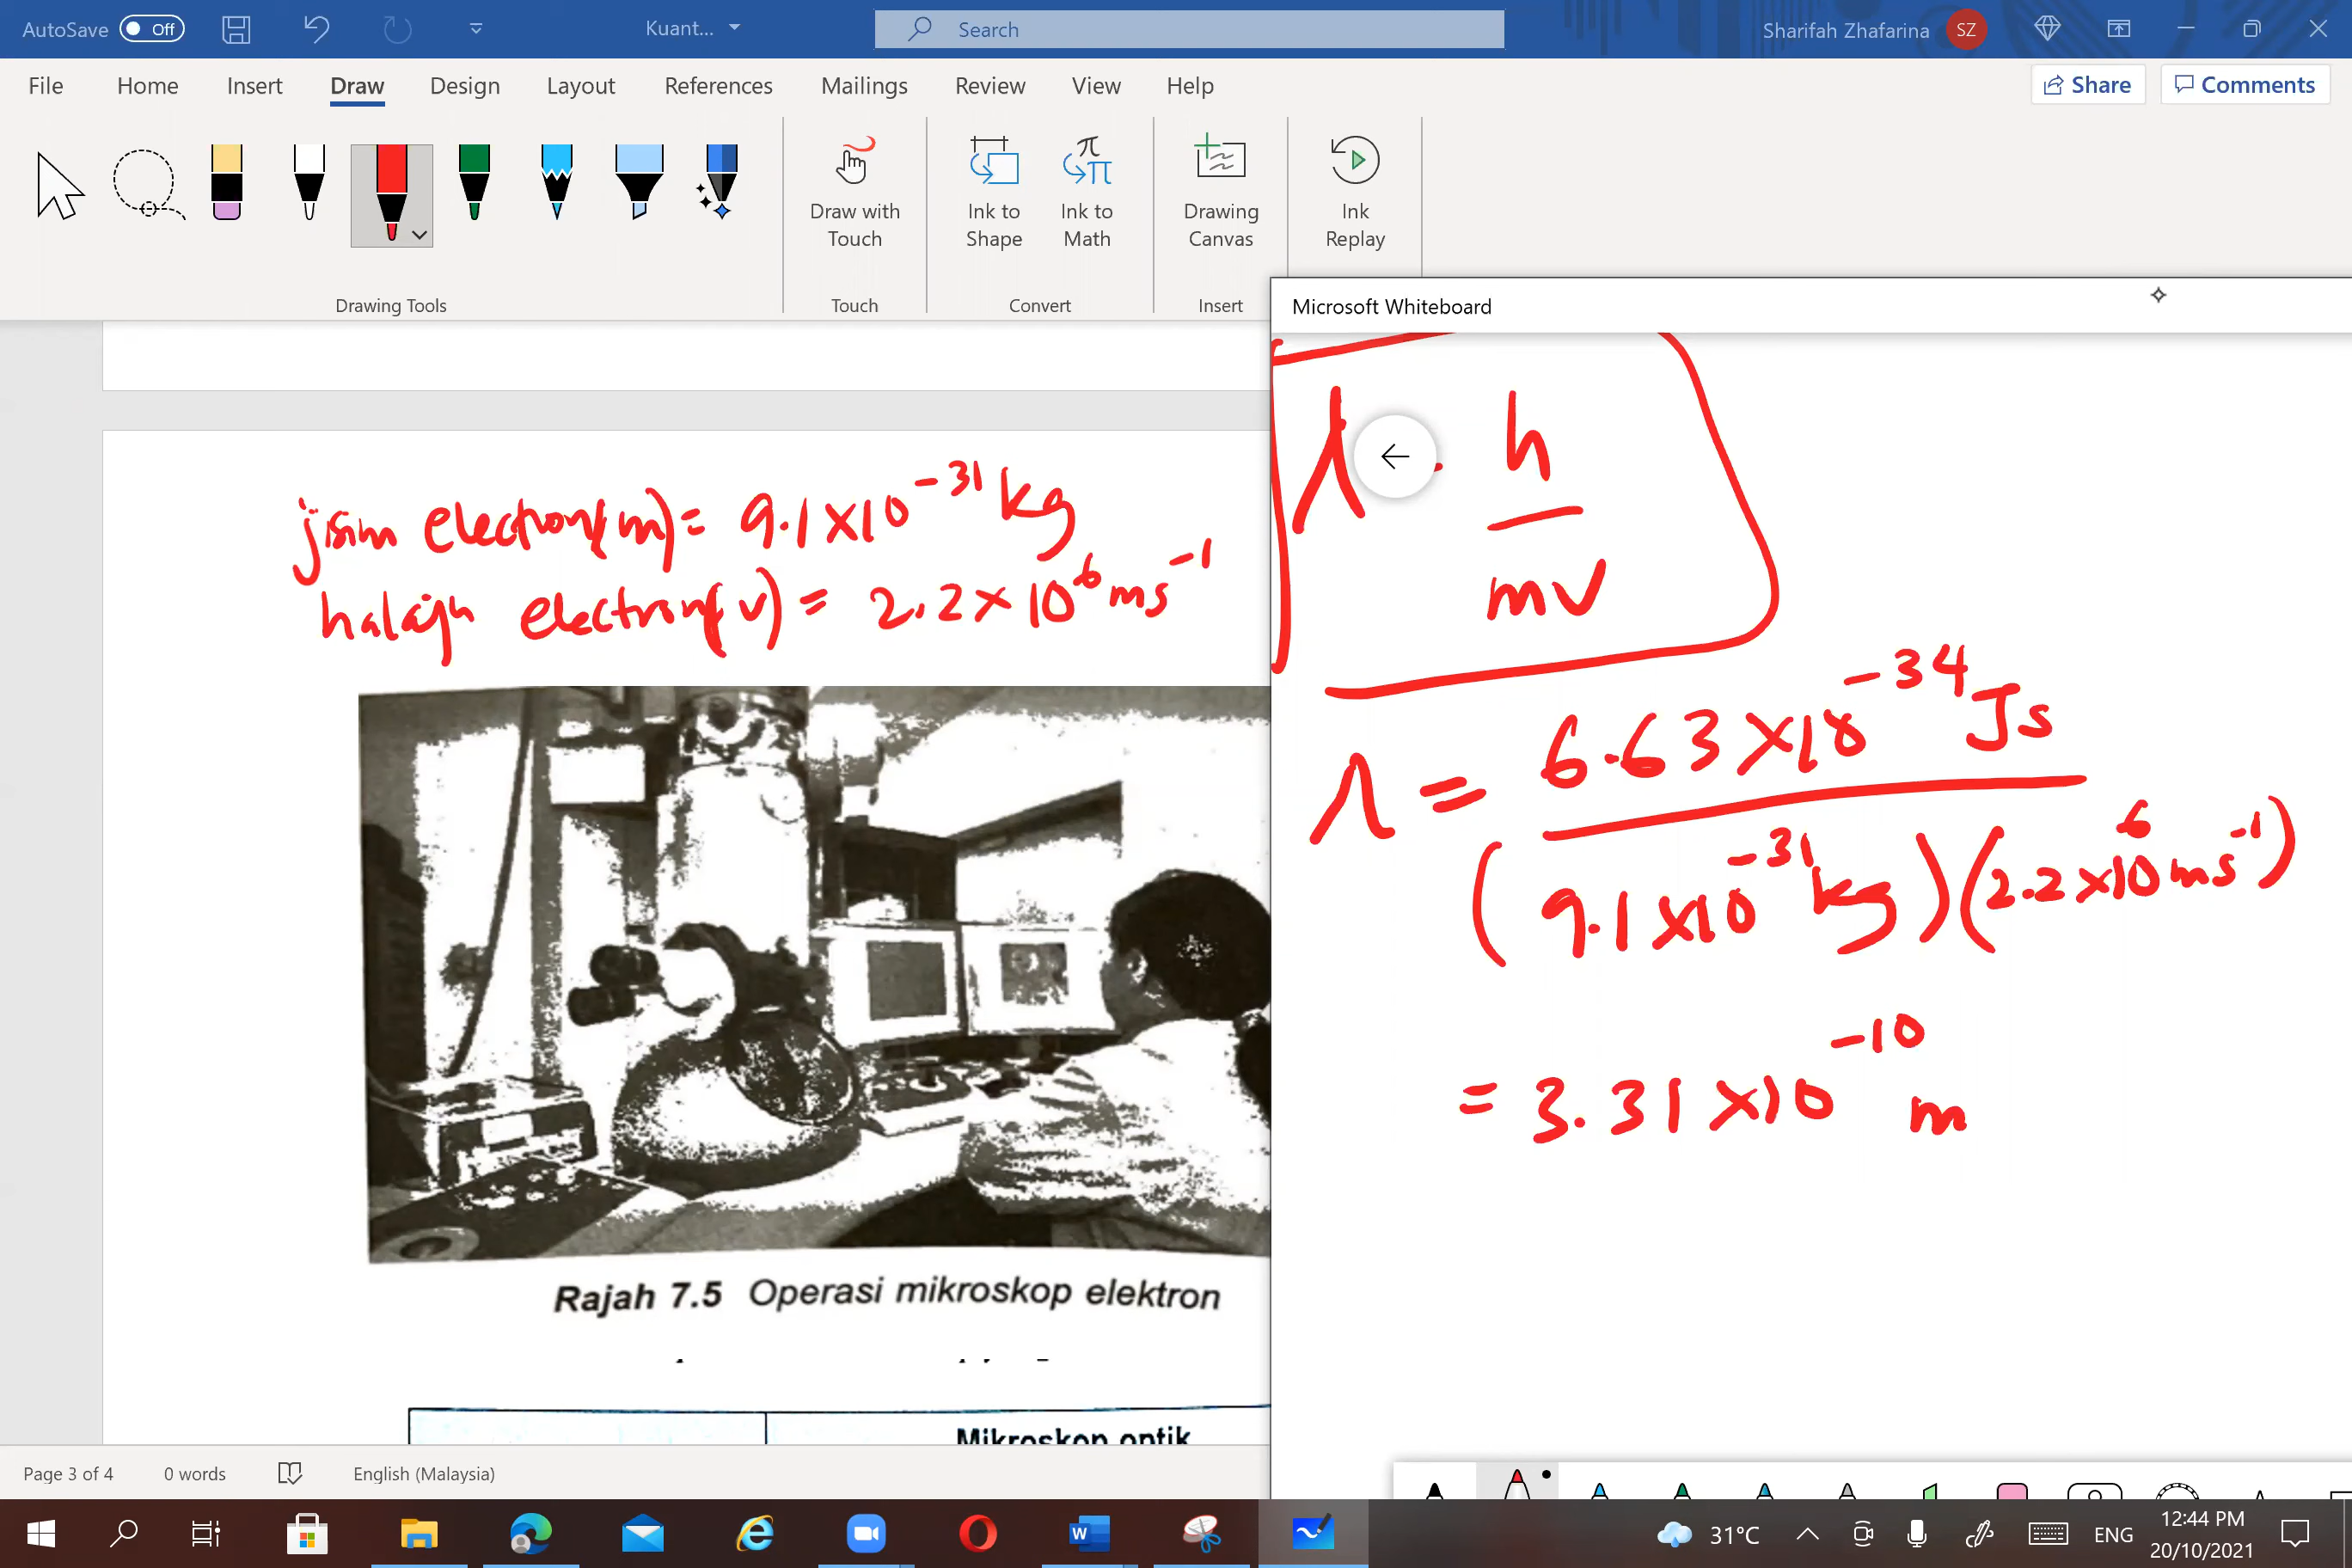 AutoSave Off Kuant... Search Sharifah Zhafarina SZ
File Home Insert Draw Design Layout References Mailings Review View Help Share Comments
Draw with Touch
Ink to Shape
Ink to Math
Drawing Canvas
Ink Replay
Drawing Tools Touch Convert Insert
jisim electron(m) = 9.1×10⁻³¹ kg
halaju electron(v) = 2.2×10⁶ ms⁻¹
Rajah 7.5 Operasi mikroskop elektron
Mikroskop optik
Microsoft Whiteboard
λ
h
mv
λ = 6.63×10⁻³⁴ Js
(9.1×10⁻³¹ kg)(2.2×10⁶ ms⁻¹)
= 3.31×10⁻¹⁰ m
Page 3 of 4 0 words English (Malaysia)
31°C ENG 12:44 PM
20/10/2021